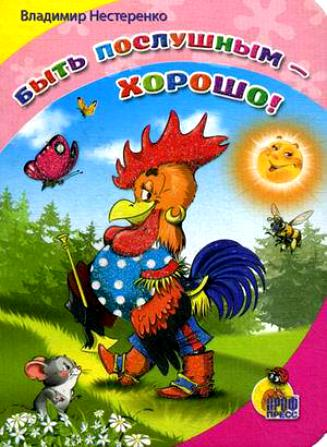 Владимир Нестеренко
БЫТЬ ПОСЛУШНЫМ –
ХОРОШО!
ПРОФ
ПРЕСС